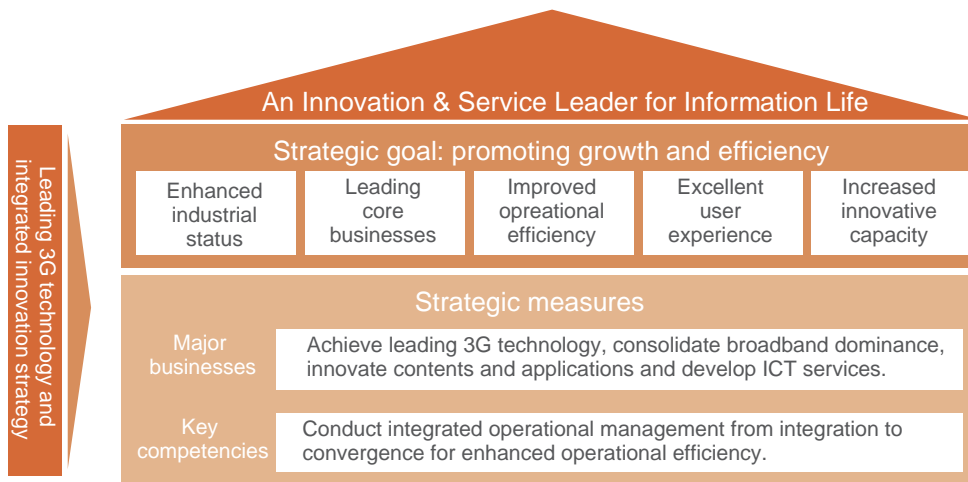 An Innovation & Service Leader for Information Life
Leading 3G technology and
integrated innovation strategy
Strategic goal: promoting growth and efficiency
Enhanced
industrial
status
Leading
core
businesses
Improved
opreational
efficiency
Excellent
user
experience
Increased
innovative
capacity
Strategic measures
Major
businesses
Achieve leading 3G technology, consolidate broadband dominance,
innovate contents and applications and develop ICT services.
Key
competencies
Conduct integrated operational management from integration to
convergence for enhanced operational efficiency.